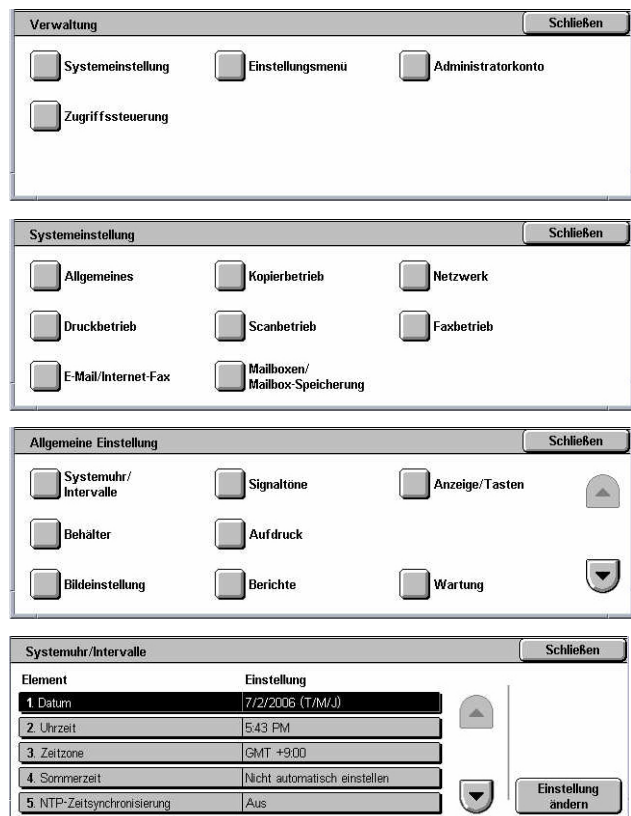 Verwaltung
Schließen
Systemeinstellung
Einstellungsmenü
Administratorkonto
Zugriffssteuerung
Systemeinstellung
Schließen
Allgemeines
Kopierbetrieb
Netzwerk
Druckbetrieb
Scanbetrieb
Faxbetrieb
E-Mail/Internet-Fax
Mailboxen/
Mailbox-Speicherung
Allgemeine Einstellung
Schließen
Systemuhr/
Intervalle
Signaltöne
Anzeige/Tasten
Behälter
Aufdruck
Bildeinstellung
Berichte
Wartung
Systemuhr/Intervalle
Schließen
Element
Einstellung
1. Datum
7/2/2006 (T/M/J)
2. Uhrzeit
5:43 PM
3. Zeitzone
GMT +9:00
4. Sommerzeit
Nicht automatisch einstellen
5. NTP-Zeitsynchronisierung
Aus
Einstellung
ändern